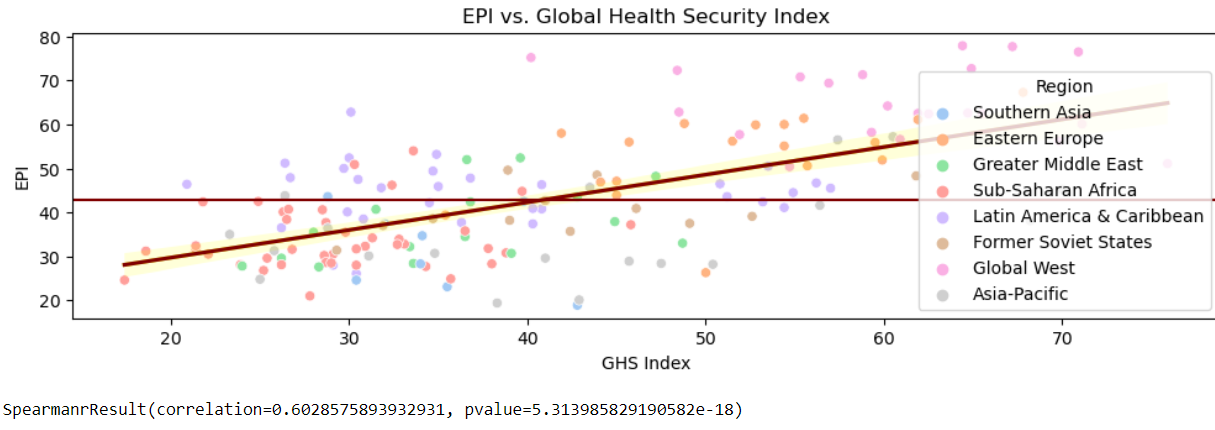 EPI vs. Global Health Security Index
80
70
60
50
40
30
20
EPI
Region
Southern Asia
Eastern Europe
Greater Middle East
Sub-Saharan Africa
Latin America & Caribbean
Former Soviet States
Global West
Asia-Pacific
20 30 40 50 60 70
GHS Index
SpearmanrResult(correlation=0.6028575893932931, pvalue=5.313985829190582e-18)